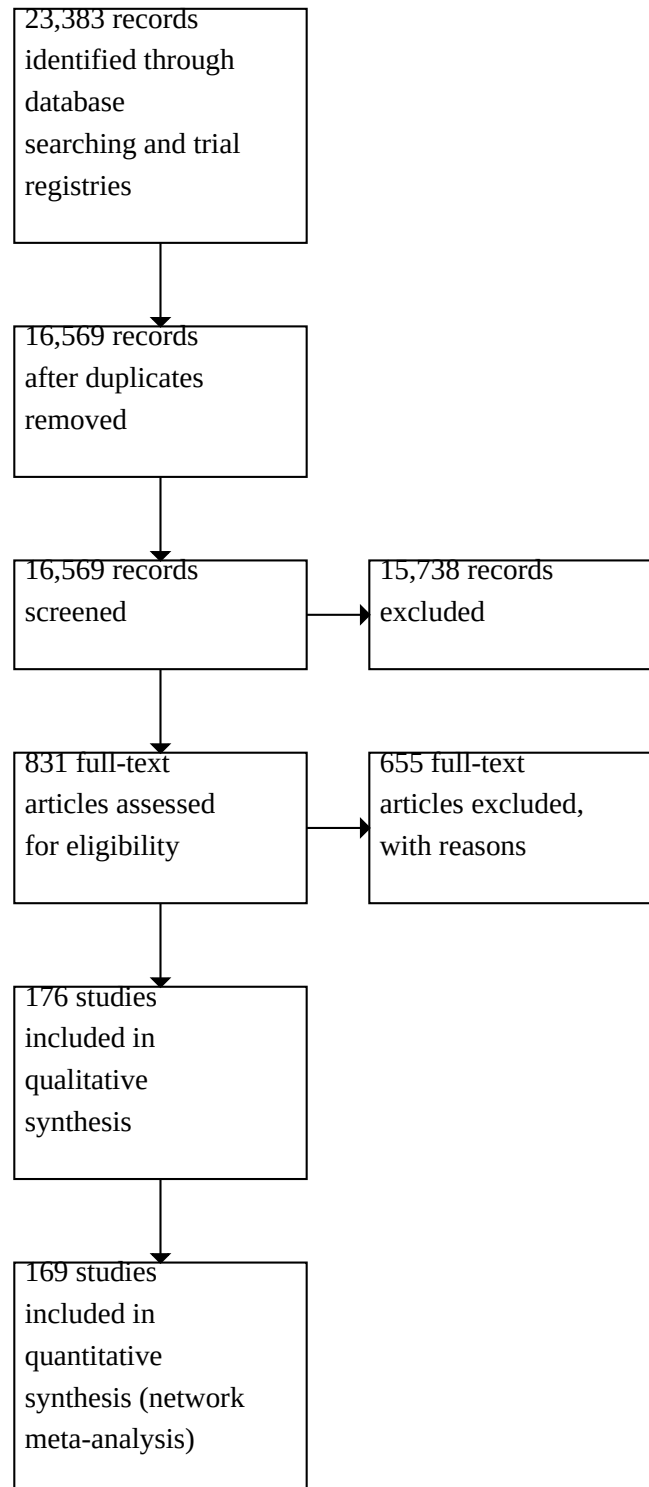 23,383 records
identified through
database
searching and trial
registries
16,569 records
after duplicates
removed
16,569 records
screened
15,738 records
excluded
831 full-text
articles assessed
for eligibility
655 full-text
articles excluded,
with reasons
176 studies
included in
qualitative
synthesis
169 studies
included in
quantitative
synthesis (network
meta-analysis)